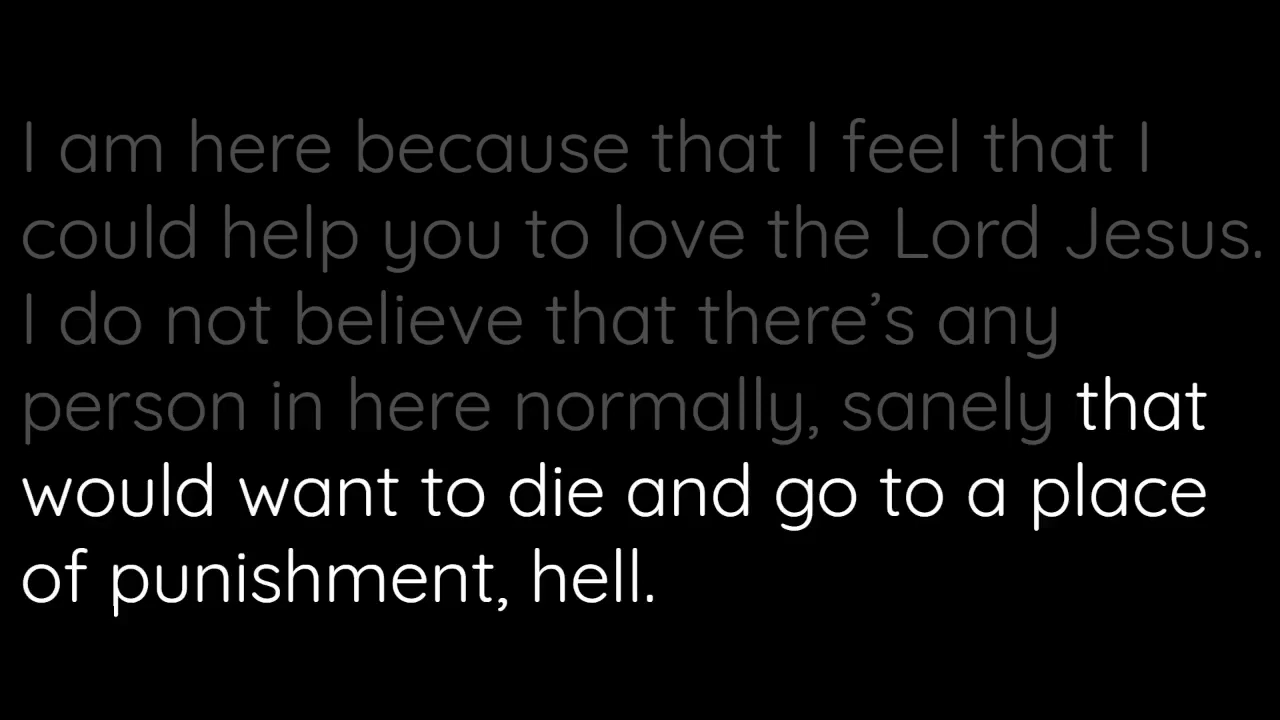 I am here because that I feel that I
could help you to love the Lord Jesus.
I do not believe that there’s any
person in here normally, sanely that
would want to die and go to a place
of punishment, hell.